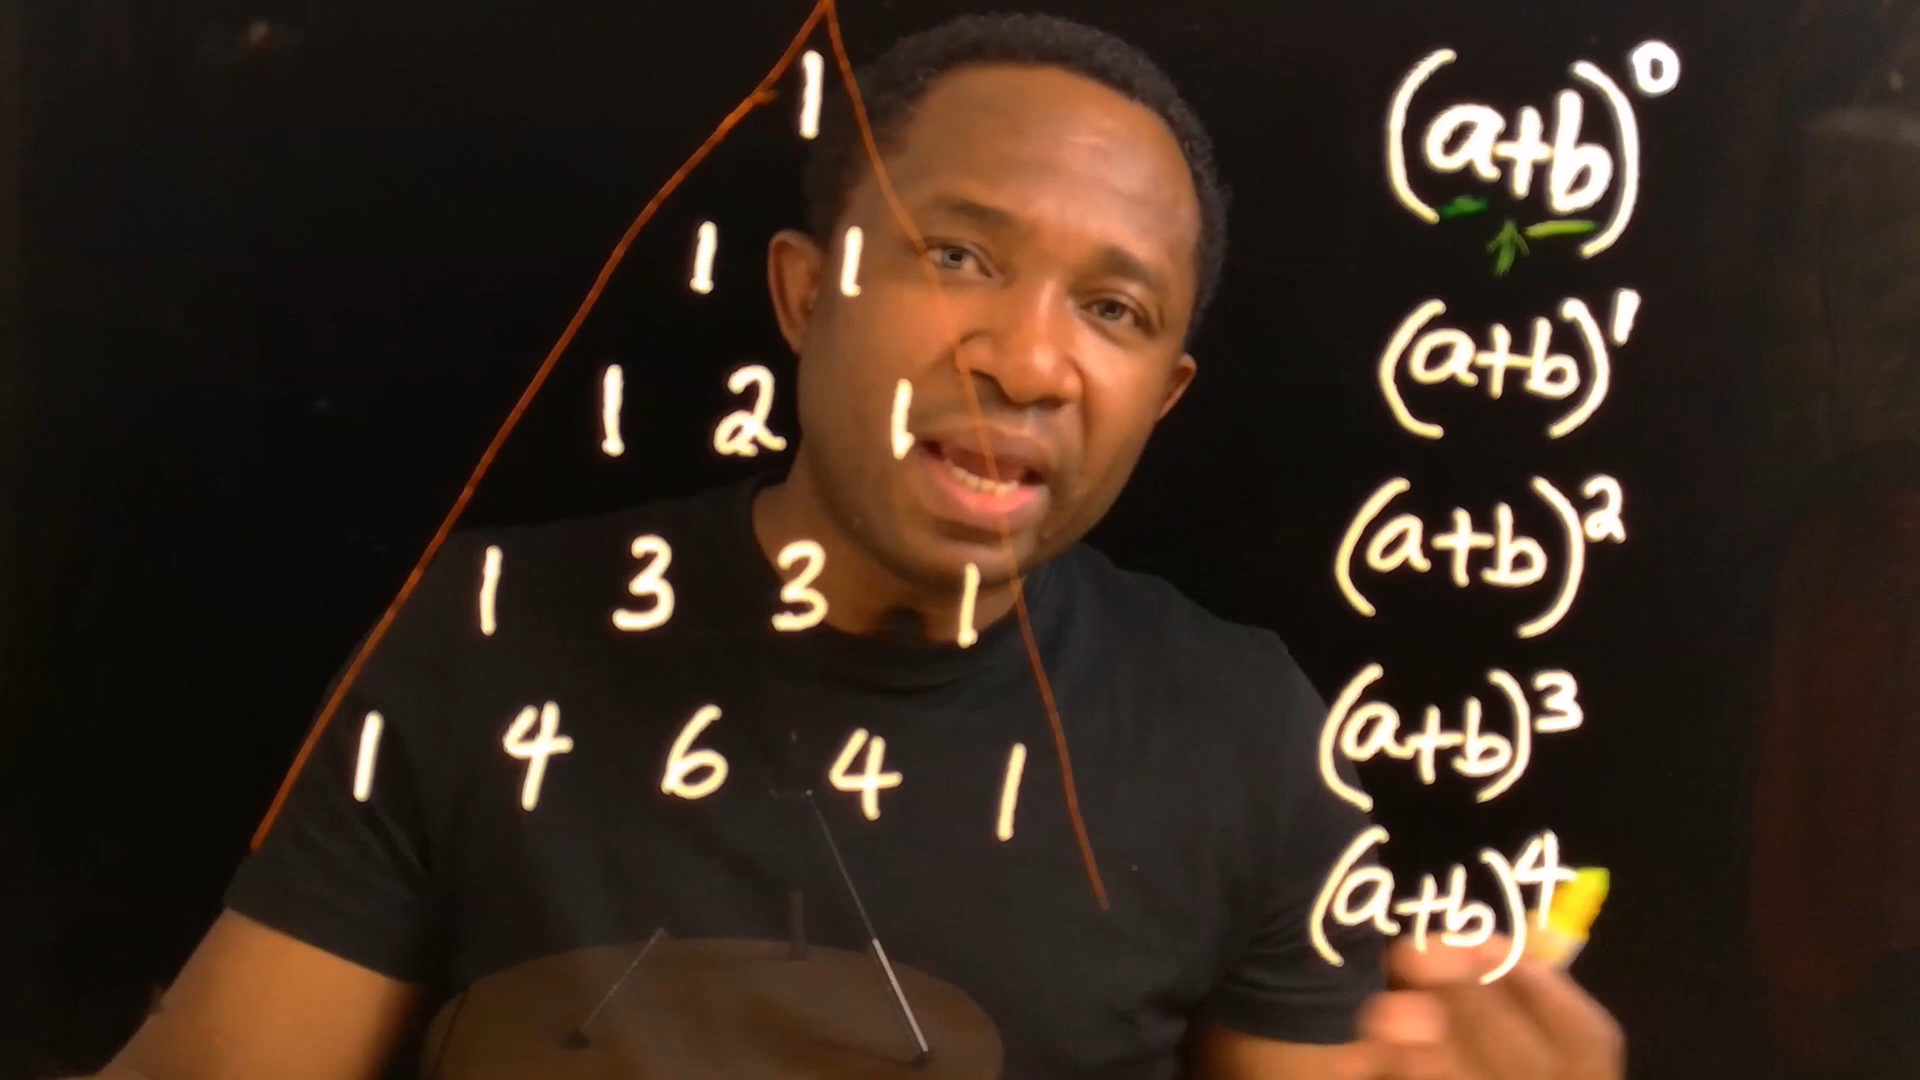 1 (a+b)⁰
1 1 (a+b)¹
1 2 1 (a+b)²
1 3 3 1 (a+b)³
1 4 6 4 1 (a+b)⁴